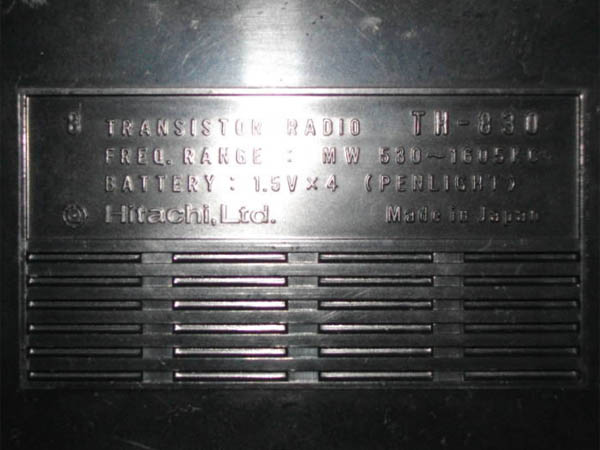 8 TRANSISTOR RADIO TH-830
FREQ. RANGE : MW 530~1605KC
BATTERY : 1.5V×4 (PENLIGHT)
Hitachi, Ltd. Made in Japan